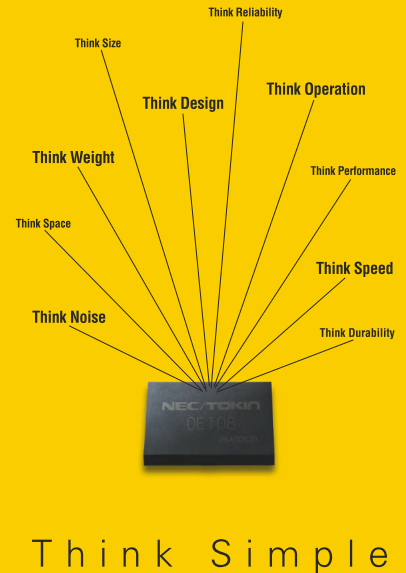 Think Reliability
Think Size
Think Operation
Think Design
Think Weight
Think Performance
Think Space
Think Speed
Think Noise
Think Durability
NEC/TOKIN
OE108
Think Simple